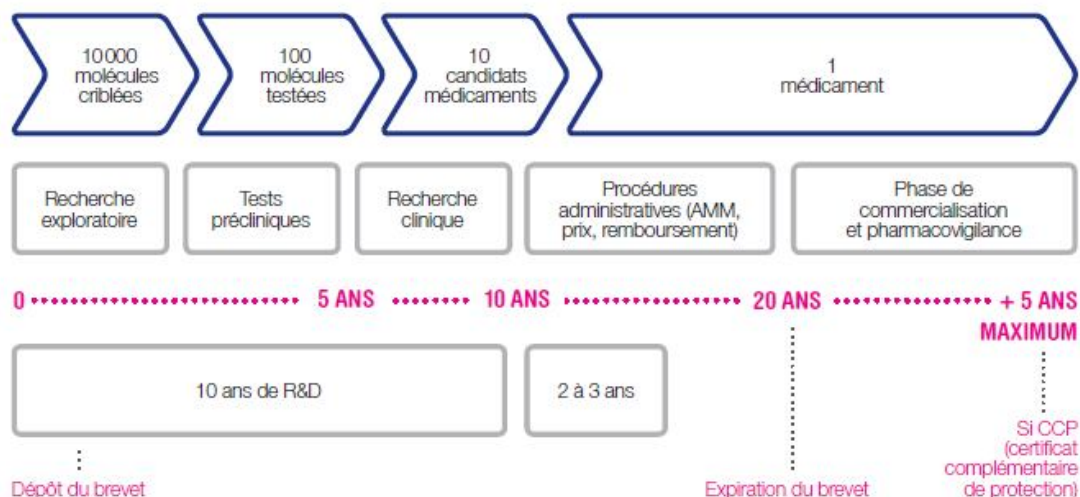 10 000
molécules
criblées
100
molécules
testées
10
candidats
médicaments
1
médicament
Recherche
exploratoire
Tests
précliniques
Recherche
clinique
Procédures
administratives (AMM,
prix, remboursement)
Phase de
commercialisation
et pharmacovigilance
0
5 ANS
10 ANS
20 ANS
+ 5 ANS
MAXIMUM
10 ans de R&D
2 à 3 ans
Dépôt du brevet
Expiration du brevet
Si CCP
(certificat
complémentaire
de protection)